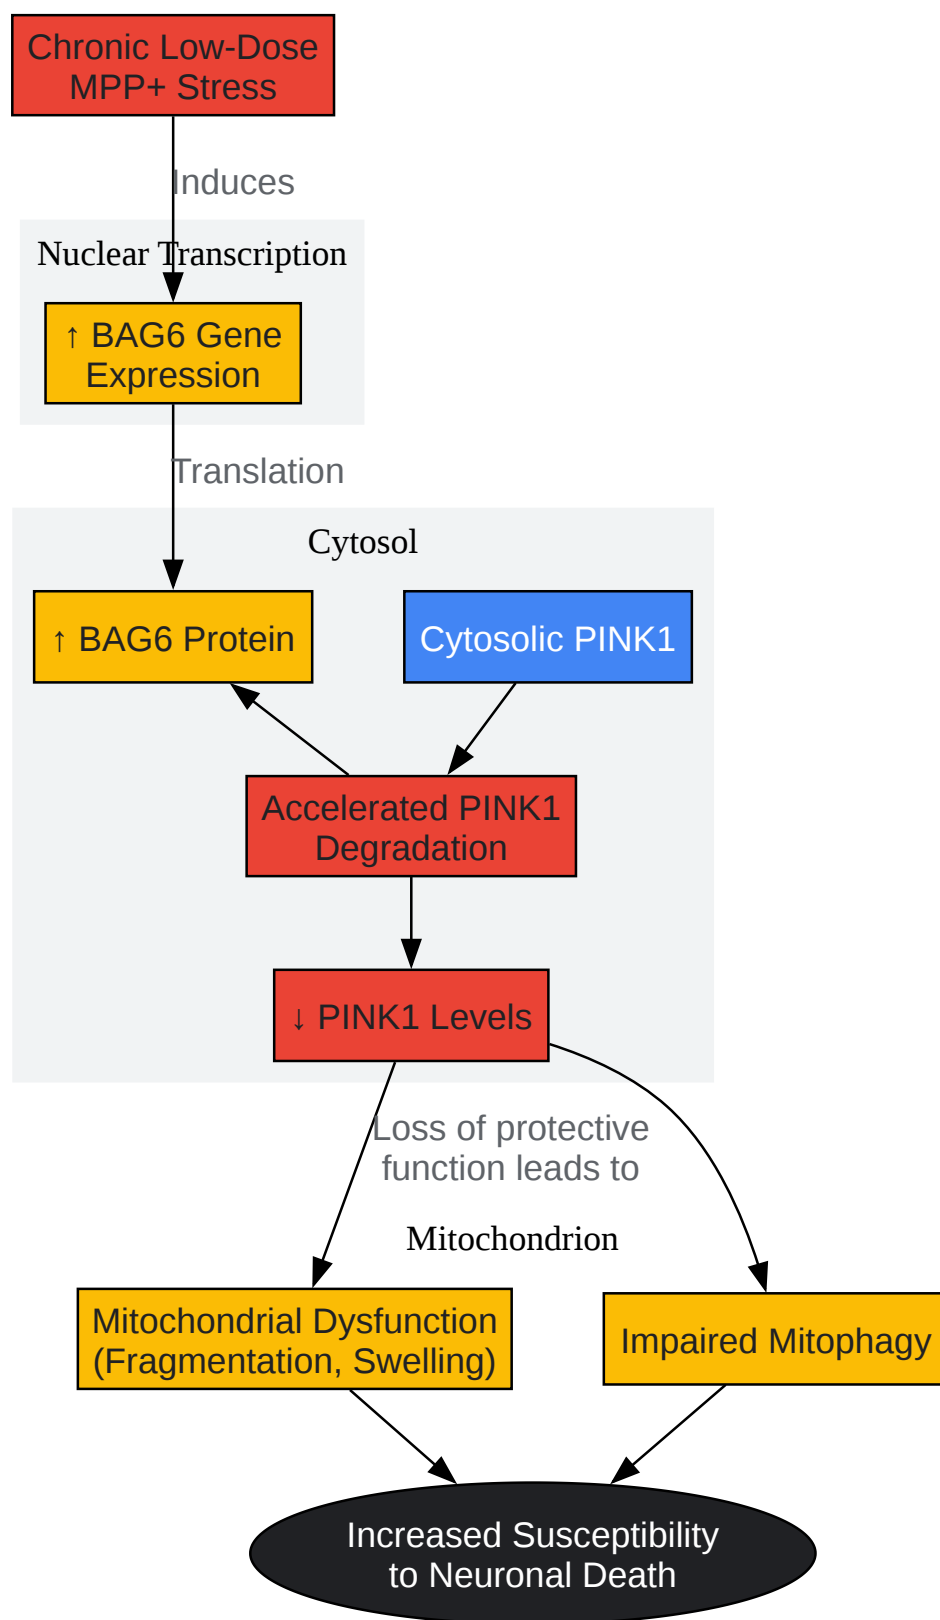 Chronic Low-Dose
MPP+ Stress
Induces
Nuclear Transcription
↑ BAG6 Gene
Expression
Translation
Cytosol
↑ BAG6 Protein
Cytosolic PINK1
Accelerated PINK1
Degradation
↓ PINK1 Levels
Loss of protective
function leads to
Mitochondrion
Mitochondrial Dysfunction
(Fragmentation, Swelling)
Impaired Mitophagy
Increased Susceptibility
to Neuronal Death